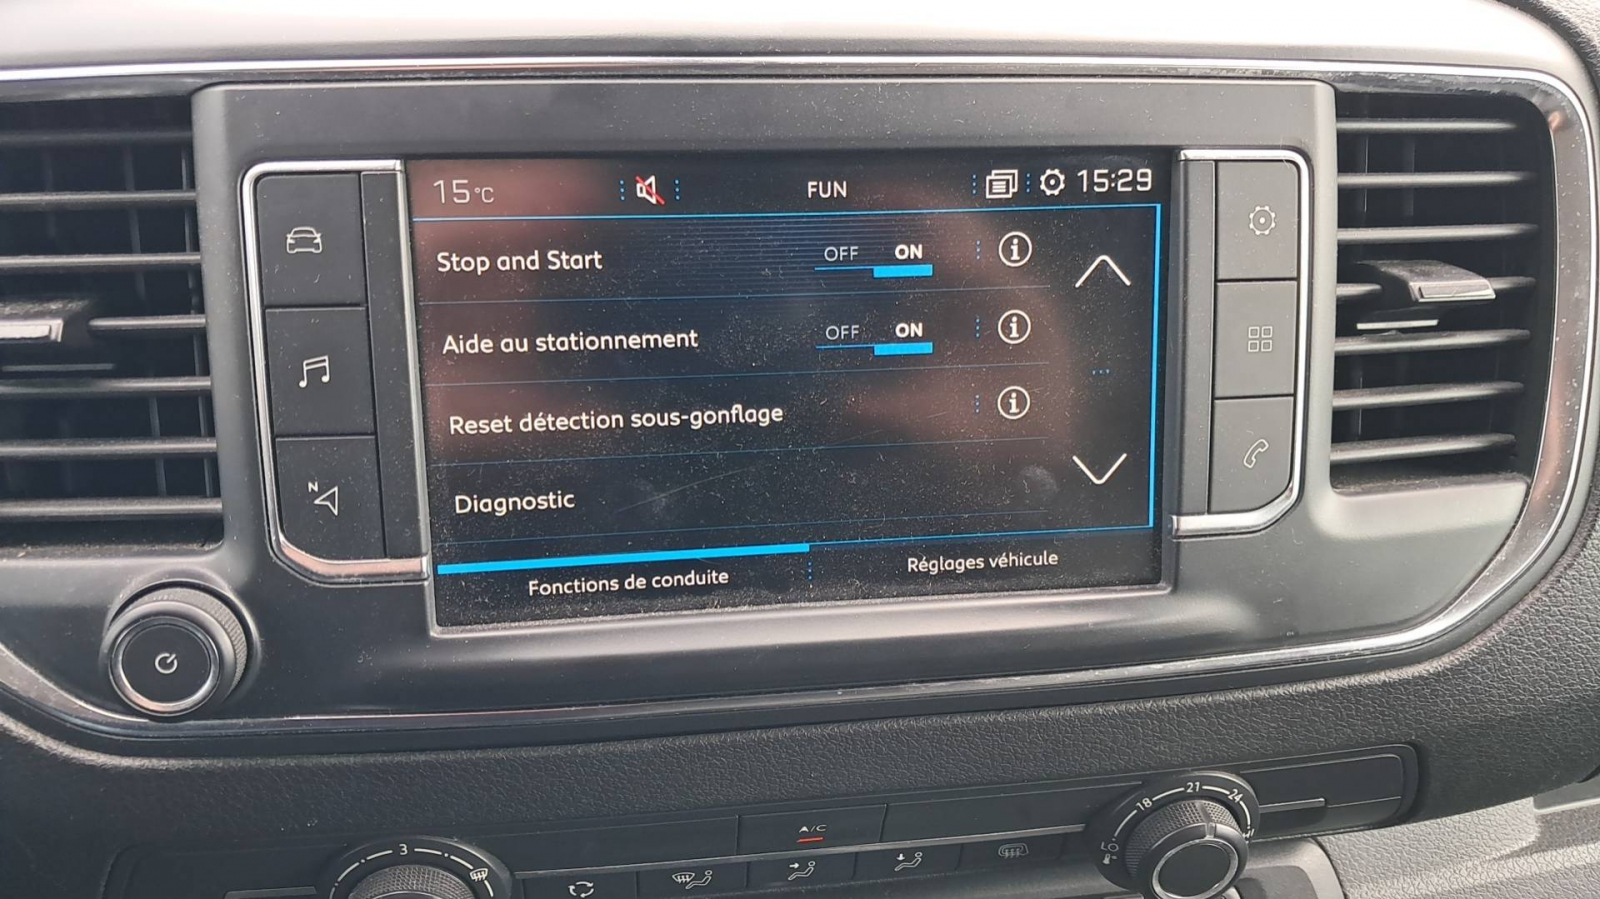 15°C
FUN
15:29
Stop and Start
OFF ON
i
Aide au stationnement
OFF ON
i
Reset détection sous-gonflage
i
Diagnostic
Fonctions de conduite
Réglages véhicule
N
A/C
3
18
21
24
LO